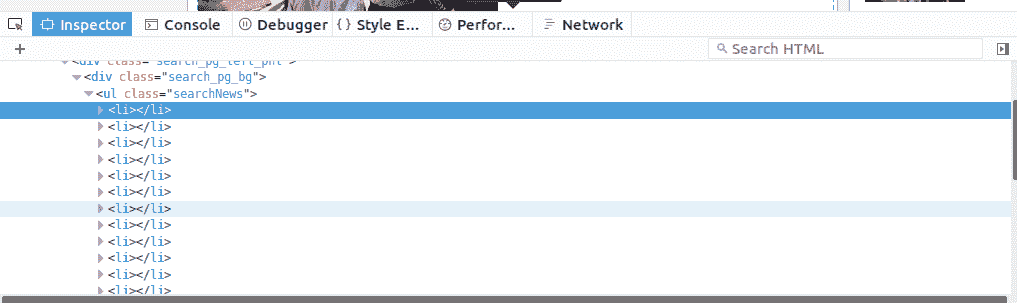 Inspector Console Debugger Style E... Perfor... Network
+ Search HTML
<div class="search_pg_left_pnl">
<div class="search_pg_bg">
<ul class="searchNews">
<li></li>
<li></li>
<li></li>
<li></li>
<li></li>
<li></li>
<li></li>
<li></li>
<li></li>
<li></li>
<li></li>
<li></li>